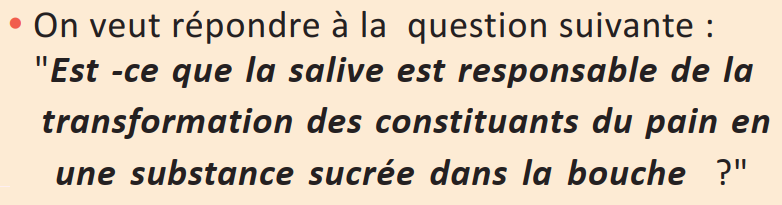 • On veut répondre à la question suivante :
"Est -ce que la salive est responsable de la
transformation des constituants du pain en
une substance sucrée dans la bouche ?"